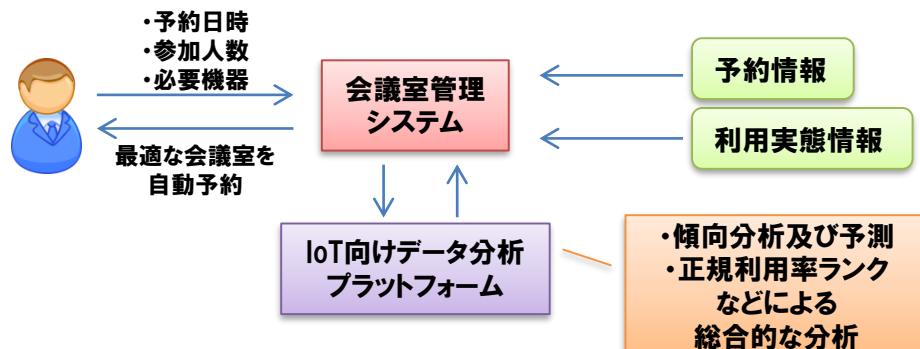 ・予約日時
・参加人数
・必要機器
最適な会議室を
自動予約
会議室管理
システム
予約情報
利用実態情報
IoT向けデータ分析
プラットフォーム
・傾向分析及び予測
・正規利用率ランク
などによる
総合的な分析